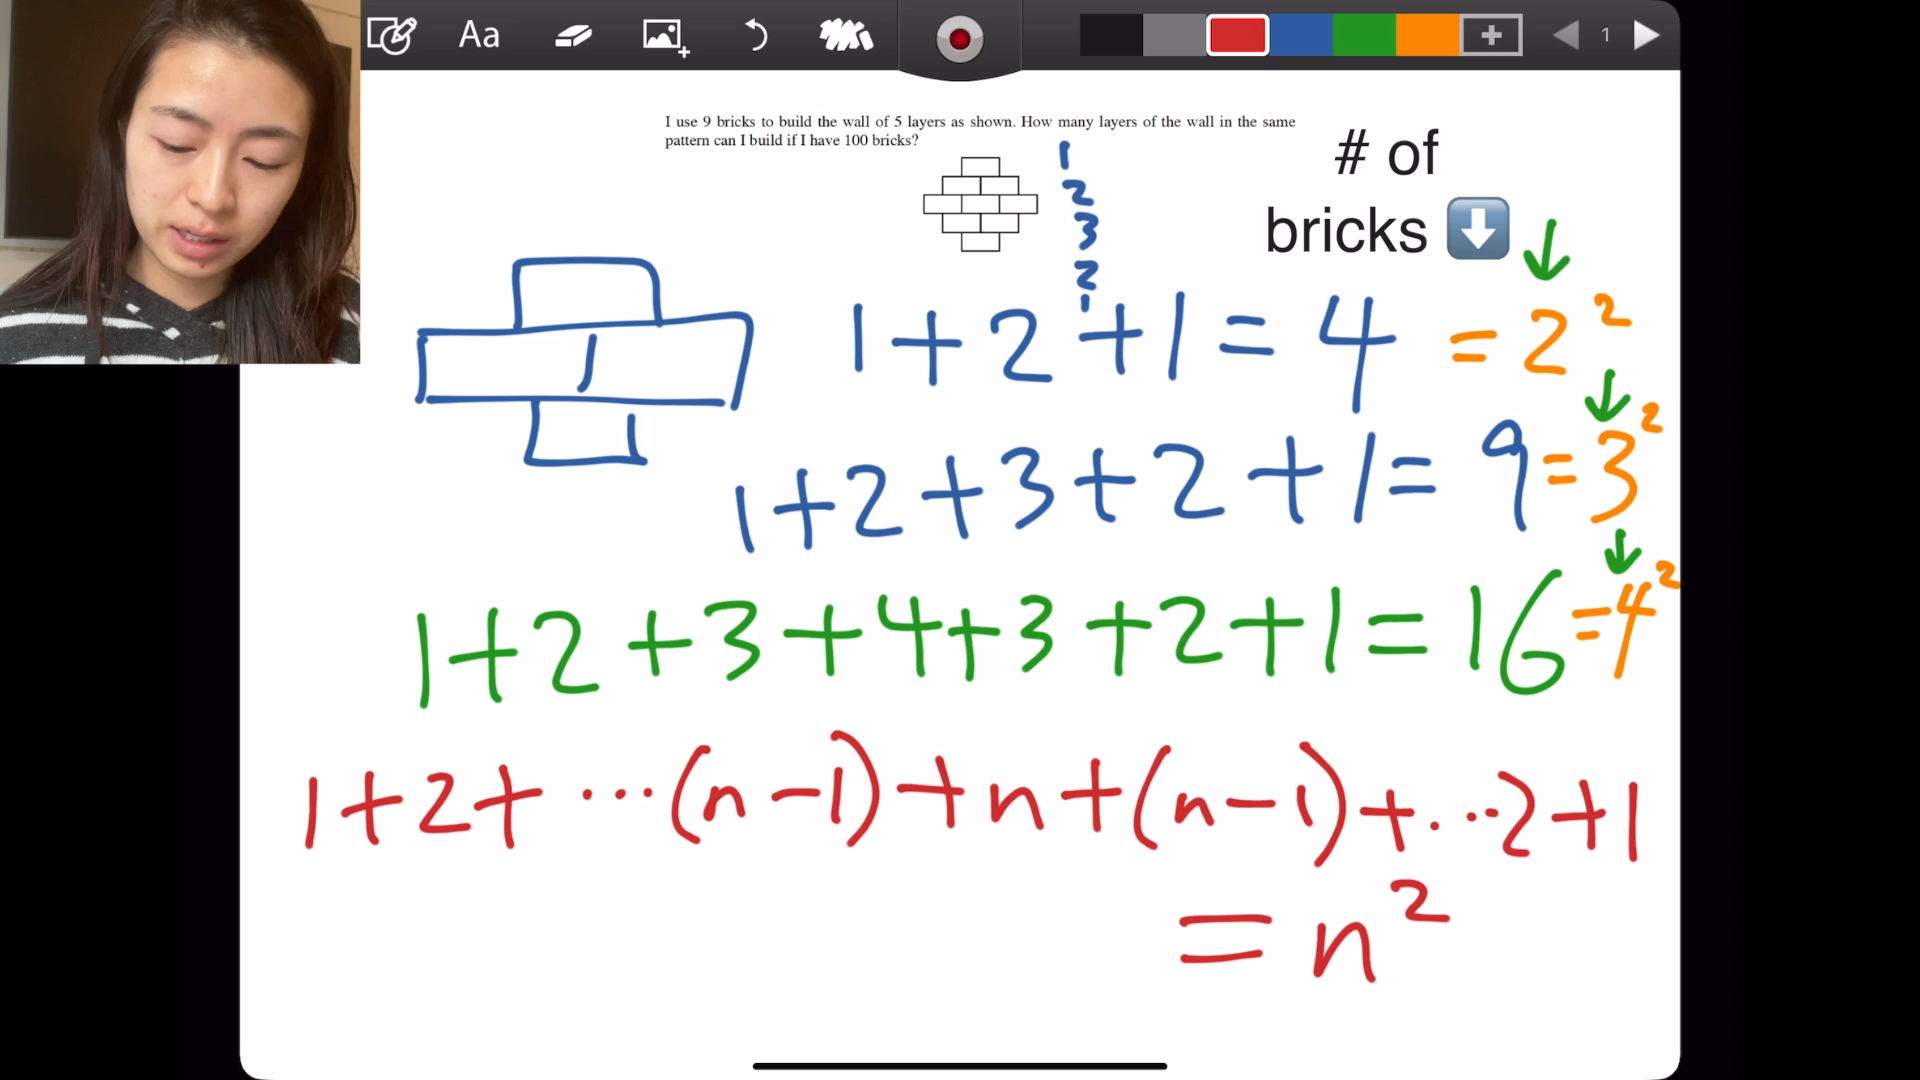 Aa
1
I use 9 bricks to build the wall of 5 layers as shown. How many layers of the wall in the same
pattern can I build if I have 100 bricks?
# of
bricks ⬇️
1
2
3
2
1
1+2+1=4 =2²
1+2+3+2+1=9=3²
1+2+3+4+3+2+1=16=4²
1+2+⋯(n-1)+n+(n-1)+⋯2+1
=n²